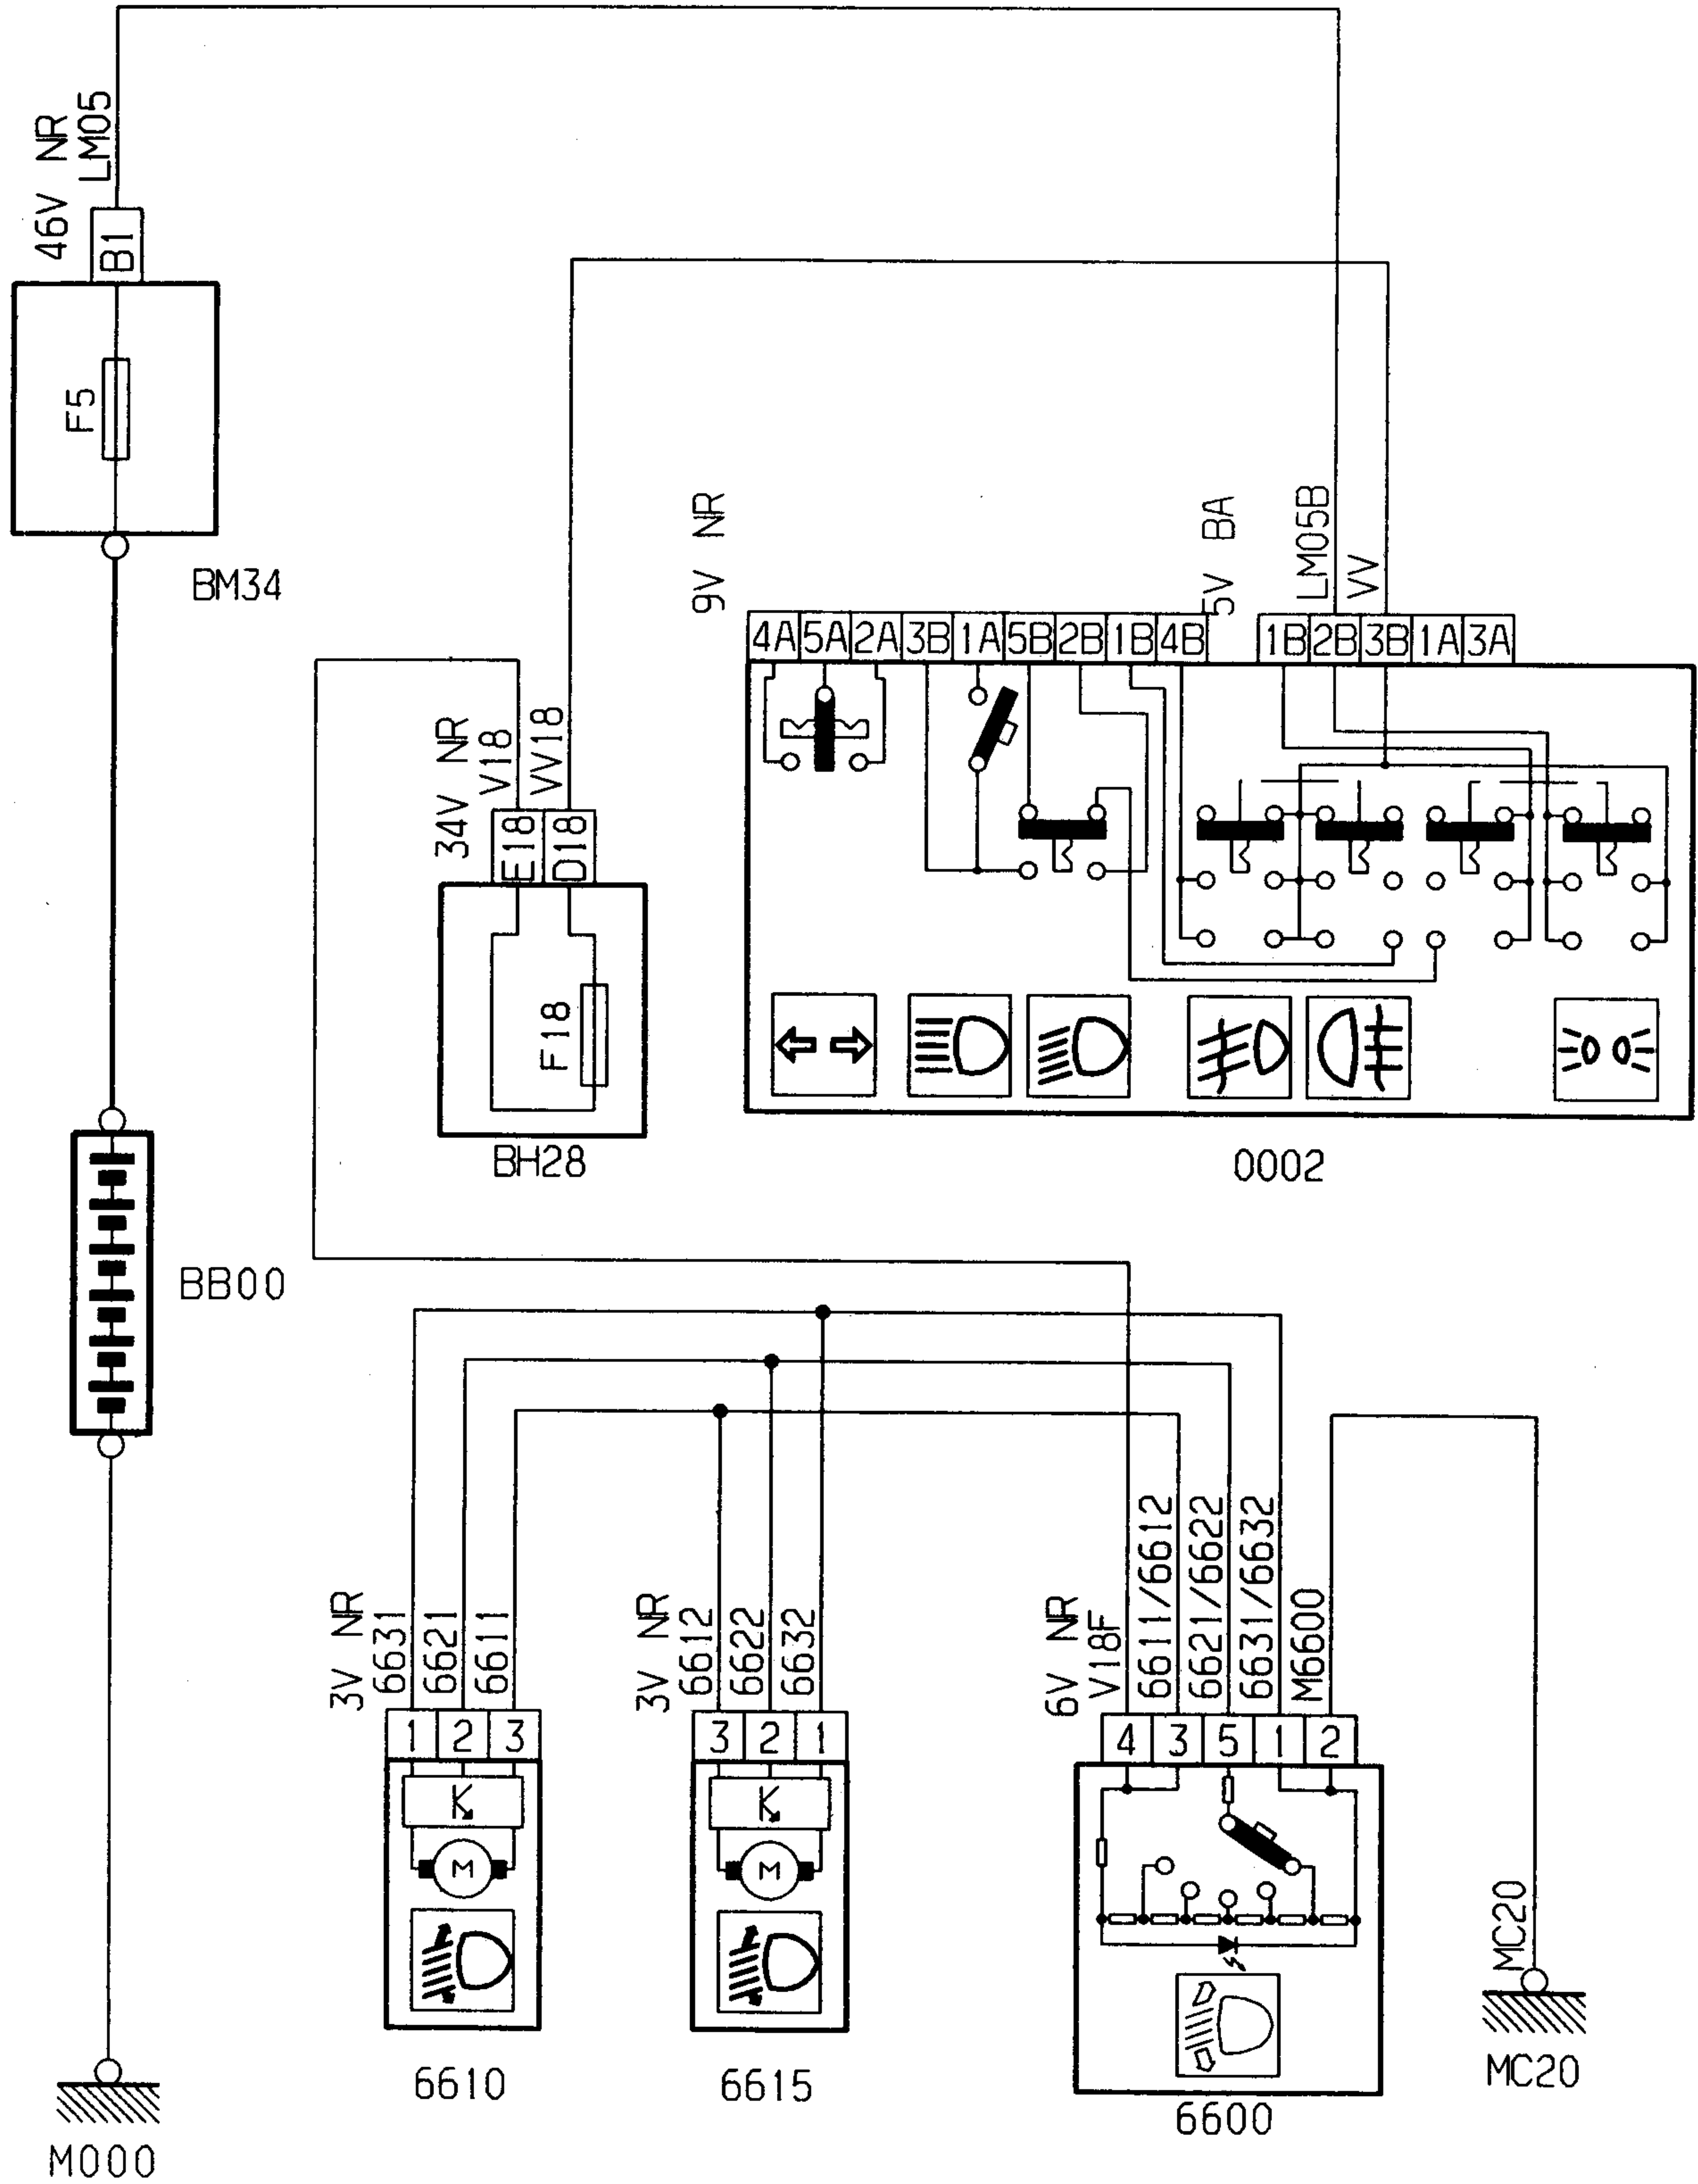 46V NR
LM05
B1
F5
BM34
9V NR
5V BA
LM05B
VV
4A 5A 2A 3B 1A 5B 2B 1B 4B
1B 2B 3B 1A 3A
34V NR
V18
VV18
E18 D18
F18
BH28
0002
BB00
3V NR
6631
6621
6611
1 2 3
K
M
6610
3V NR
6612
6622
6632
3 2 1
K
M
6615
6V NR
V18F
6611/6612
6621/6622
6631/6632
M6600
4 3 5 1 2
6600
MC20
MC20
M000